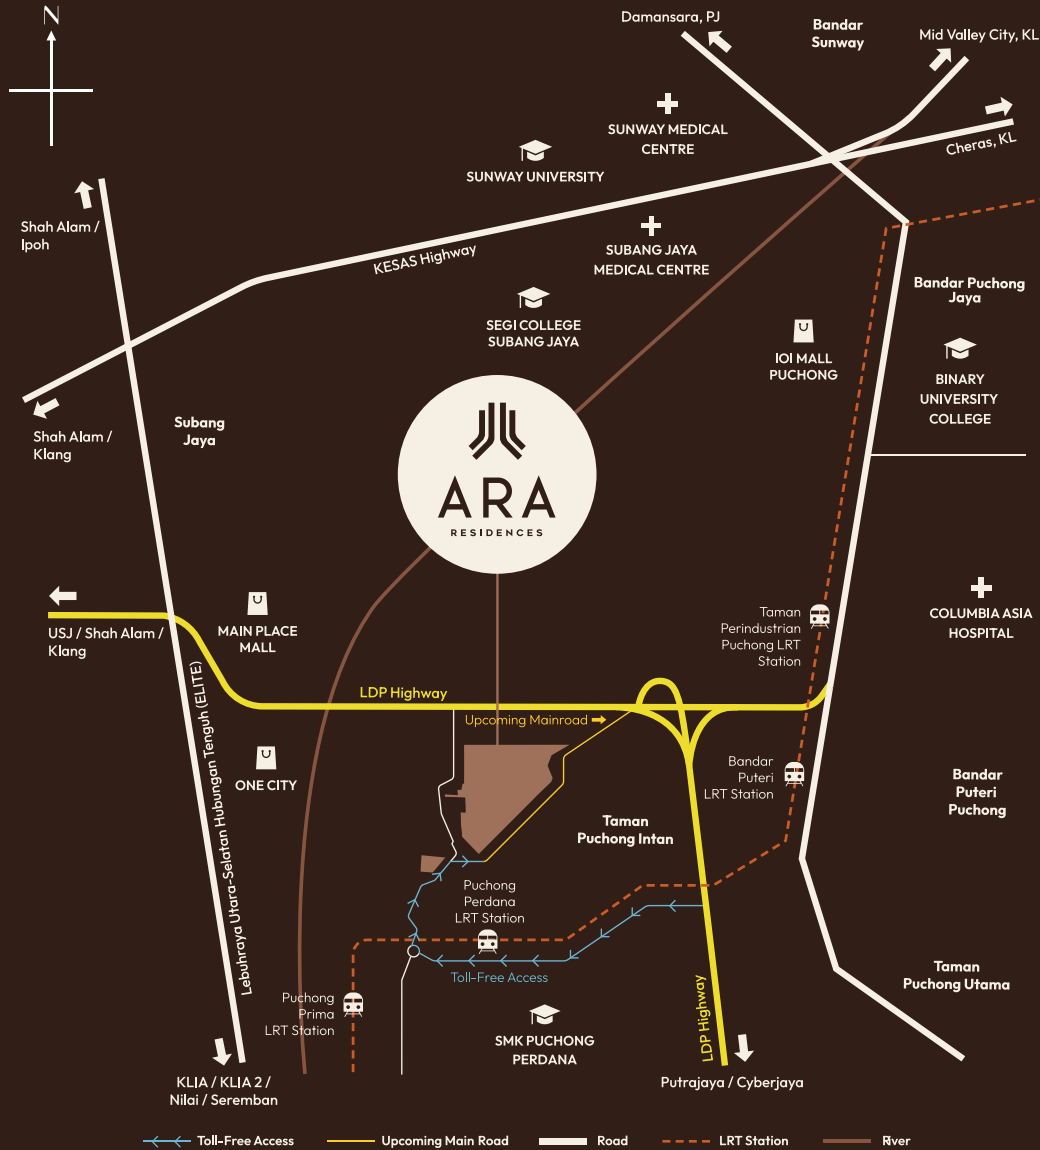 N
Damansara, PJ
Bandar
Sunway
Mid Valley City, KL
SUNWAY MEDICAL
CENTRE
Cheras, KL
SUNWAY UNIVERSITY
Shah Alam /
Ipoh
KESAS Highway
SUBANG JAYA
MEDICAL CENTRE
Bandar Puchong
Jaya
SEGI COLLEGE
SUBANG JAYA
IOI MALL
PUCHONG
BINARY
UNIVERSITY
COLLEGE
Subang
Jaya
Shah Alam /
Klang
ARA
RESIDENCES
USJ / Shah Alam /
Klang
MAIN PLACE
MALL
Taman
Perindustrian
Puchong LRT
Station
COLUMBIA ASIA
HOSPITAL
LDP Highway
Upcoming Mainroad
Lebuhraya Utara-Selatan Hubungan Tenguh (ELITE)
ONE CITY
Bandar
Puteri
LRT Station
Bandar
Puteri
Puchong
Taman
Puchong Intan
Puchong
Perdana
LRT Station
Toll-Free Access
Taman
Puchong Utama
Puchong
Prima
LRT Station
SMK PUCHONG
PERDANA
LDP Highway
KLIA / KLIA 2 /
Nilai / Seremban
Putrajaya / Cyberjaya
Toll-Free Access
Upcoming Main Road
Road
LRT Station
River